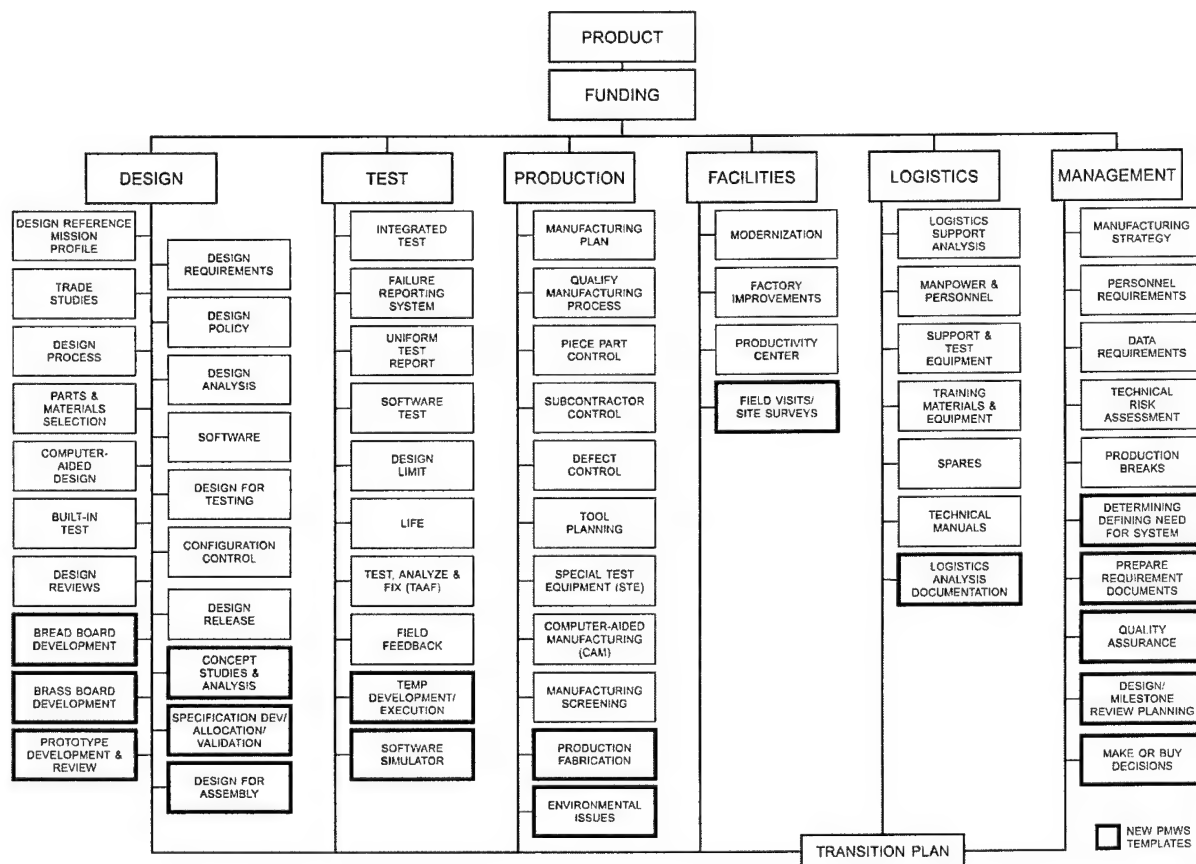 PRODUCT
FUNDING
DESIGN
TEST
PRODUCTION
FACILITIES
LOGISTICS
MANAGEMENT
DESIGN REFERENCE
MISSION
PROFILE
TRADE
STUDIES
DESIGN
PROCESS
PARTS &
MATERIALS
SELECTION
COMPUTER-
AIDED
DESIGN
BUILT-IN
TEST
DESIGN
REVIEWS
BREAD BOARD
DEVELOPMENT
BRASS BOARD
DEVELOPMENT
PROTOTYPE
DEVELOPMENT &
REVIEW
DESIGN
REQUIREMENTS
DESIGN
POLICY
DESIGN
ANALYSIS
SOFTWARE
DESIGN FOR
TESTING
CONFIGURATION
CONTROL
DESIGN
RELEASE
CONCEPT
STUDIES &
ANALYSIS
SPECIFICATION DEV/
ALLOCATION/
VALIDATION
DESIGN FOR
ASSEMBLY
INTEGRATED
TEST
FAILURE
REPORTING
SYSTEM
UNIFORM
TEST
REPORT
SOFTWARE
TEST
DESIGN
LIMIT
LIFE
TEST, ANALYZE &
FIX (TAAF)
FIELD
FEEDBACK
TEMP
DEVELOPMENT/
EXECUTION
SOFTWARE
SIMULATOR
MANUFACTURING
PLAN
QUALIFY
MANUFACTURING
PROCESS
PIECE PART
CONTROL
SUBCONTRACTOR
CONTROL
DEFECT
CONTROL
TOOL
PLANNING
SPECIAL TEST
EQUIPMENT (STE)
COMPUTER-AIDED
MANUFACTURING
(CAM)
MANUFACTURING
SCREENING
PRODUCTION
FABRICATION
ENVIRONMENTAL
ISSUES
MODERNIZATION
FACTORY
IMPROVEMENTS
PRODUCTIVITY
CENTER
FIELD VISITS/
SITE SURVEYS
LOGISTICS
SUPPORT
ANALYSIS
MANPOWER &
PERSONNEL
SUPPORT &
TEST
EQUIPMENT
TRAINING
MATERIALS &
EQUIPMENT
SPARES
TECHNICAL
MANUALS
LOGISTICS
ANALYSIS
DOCUMENTATION
MANUFACTURING
STRATEGY
PERSONNEL
REQUIREMENTS
DATA
REQUIREMENTS
TECHNICAL
RISK
ASSESSMENT
PRODUCTION
BREAKS
DETERMINING
DEFINING NEED
FOR SYSTEM
PREPARE
REQUIREMENT
DOCUMENTS
QUALITY
ASSURANCE
DESIGN/
MILESTONE
REVIEW PLANNING
MAKE OR BUY
DECISIONS
TRANSITION PLAN
NEW PMWS
TEMPLATES